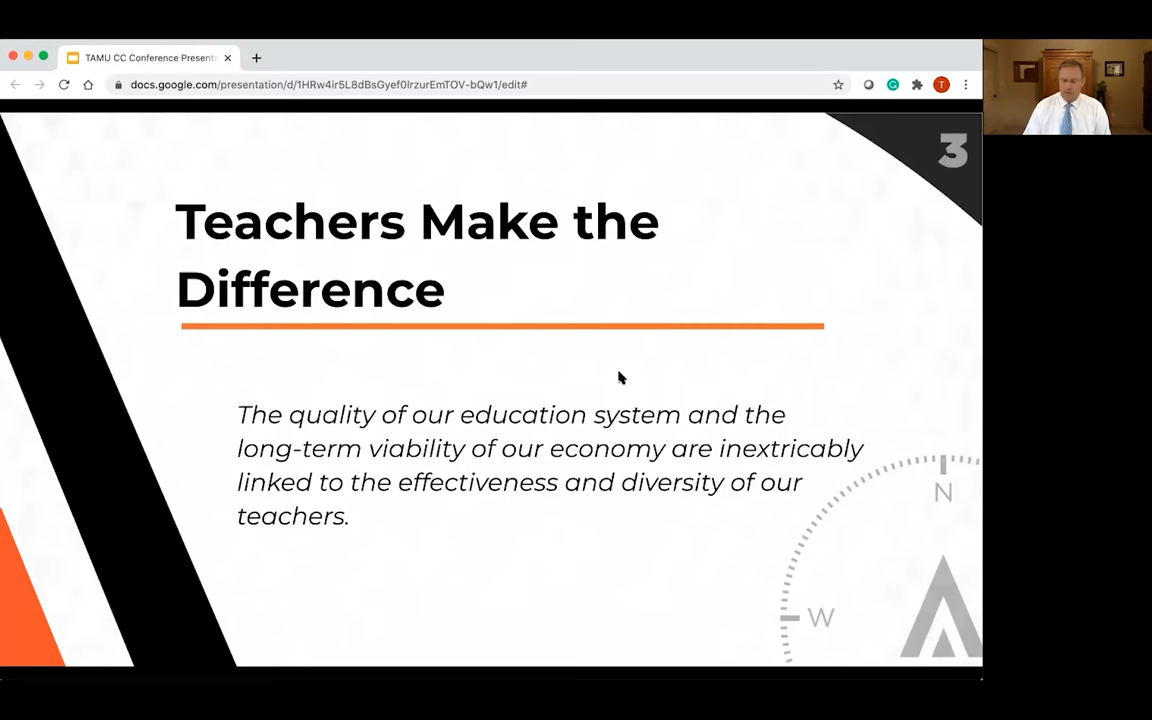 TAMU CC Conference Presenta
docs.google.com/presentation/d/1HRw4ir5L8dBsGyef0lrzurEmTOV-bQw1/edit#
T
3
Teachers Make the
Difference
The quality of our education system and the
long-term viability of our economy are inextricably
linked to the effectiveness and diversity of our
teachers.
N
W